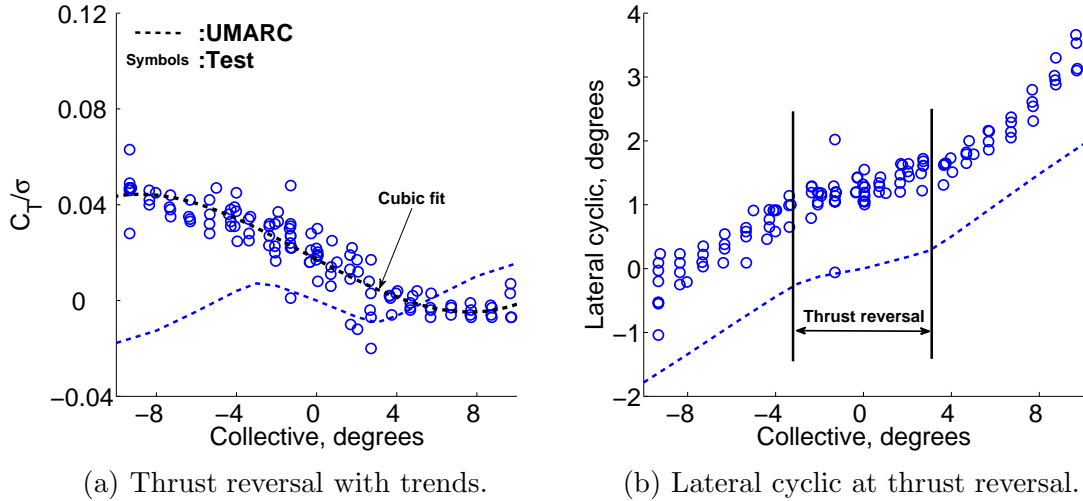 0.12
0.08
0.04
0
−0.04
C_T/σ
:UMARC
Symbols :Test
Cubic fit
−8 −4 0 4 8
Collective, degrees
(a) Thrust reversal with trends.
4
3
2
1
0
−1
−2
Lateral cyclic, degrees
Thrust reversal
−8 −4 0 4 8
Collective, degrees
(b) Lateral cyclic at thrust reversal.